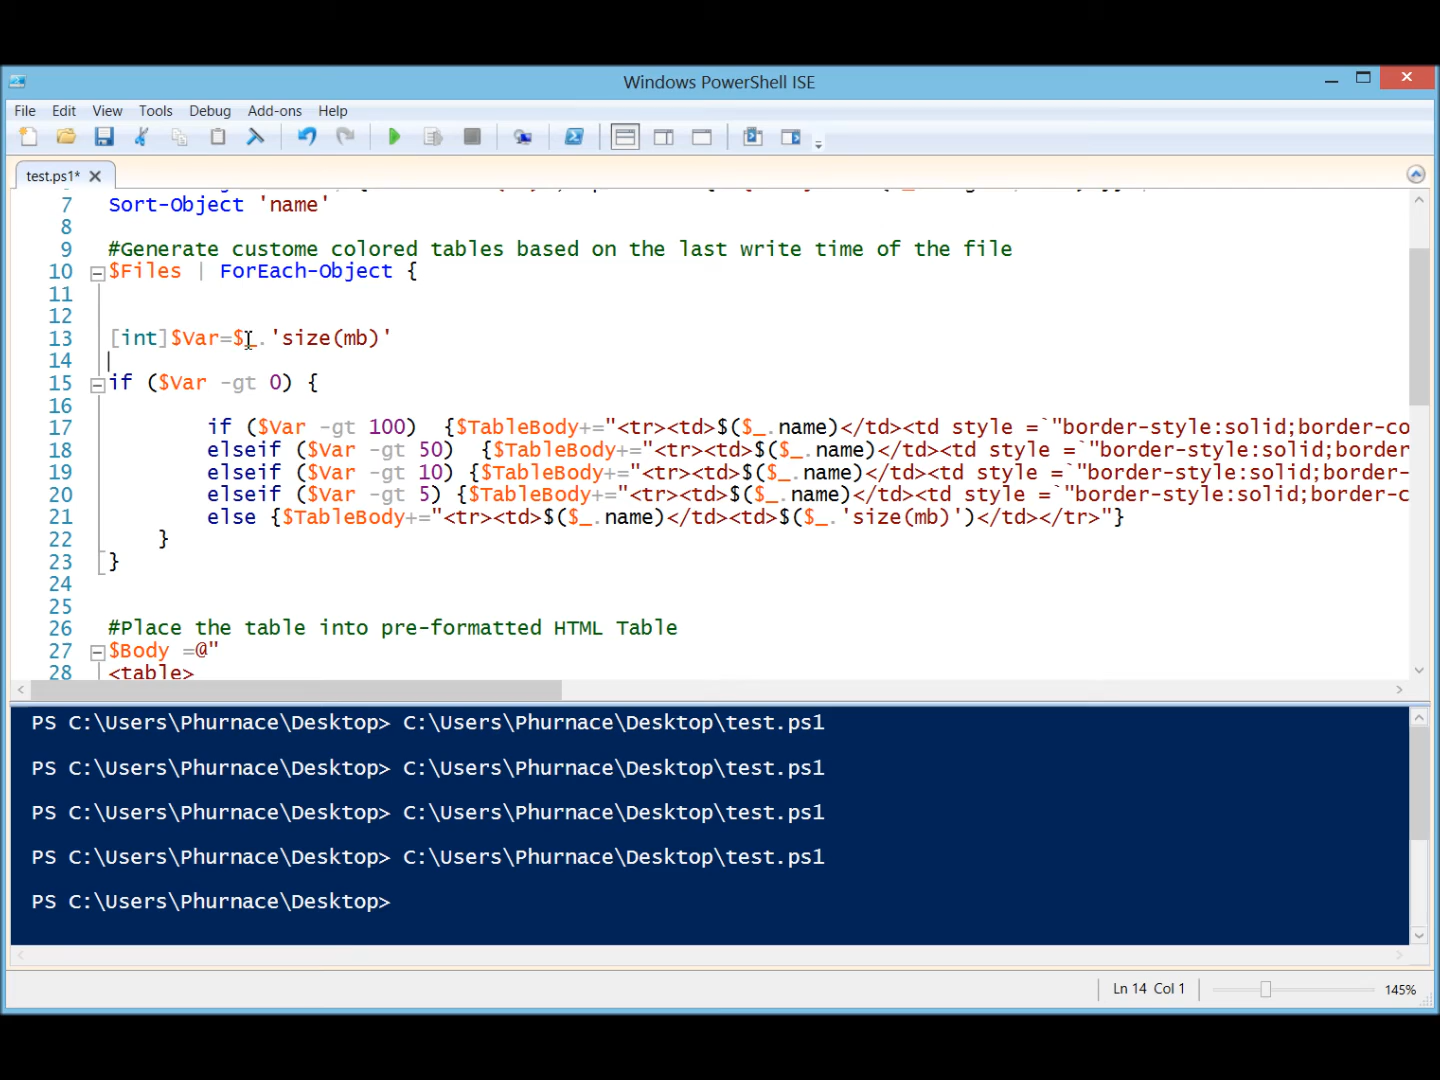 Windows PowerShell ISE
File Edit View Tools Debug Add-ons Help
test.ps1*
7 Sort-Object 'name'
8
9 #Generate custome colored tables based on the last write time of the file
10 $Files | ForEach-Object {
11
12
13 [int]$Var=$_.'size(mb)'
14
15 if ($Var -gt 0) {
16
17 if ($Var -gt 100) {$TableBody+="<tr><td>$($_.name)</td><td style =`"border-style:solid;border-co
18 elseif ($Var -gt 50) {$TableBody+="<tr><td>$($_.name)</td><td style =`"border-style:solid;border
19 elseif ($Var -gt 10) {$TableBody+="<tr><td>$($_.name)</td><td style =`"border-style:solid;border-
20 elseif ($Var -gt 5) {$TableBody+="<tr><td>$($_.name)</td><td style =`"border-style:solid;border-c
21 else {$TableBody+="<tr><td>$($_.name)</td><td>$($_.'size(mb)')</td></tr>"}
22 }
23 }
24
25
26 #Place the table into pre-formatted HTML Table
27 $Body =@"
28 <table>
PS C:\Users\Phurnace\Desktop> C:\Users\Phurnace\Desktop\test.ps1
PS C:\Users\Phurnace\Desktop> C:\Users\Phurnace\Desktop\test.ps1
PS C:\Users\Phurnace\Desktop> C:\Users\Phurnace\Desktop\test.ps1
PS C:\Users\Phurnace\Desktop> C:\Users\Phurnace\Desktop\test.ps1
PS C:\Users\Phurnace\Desktop>
Ln 14 Col 1 145%